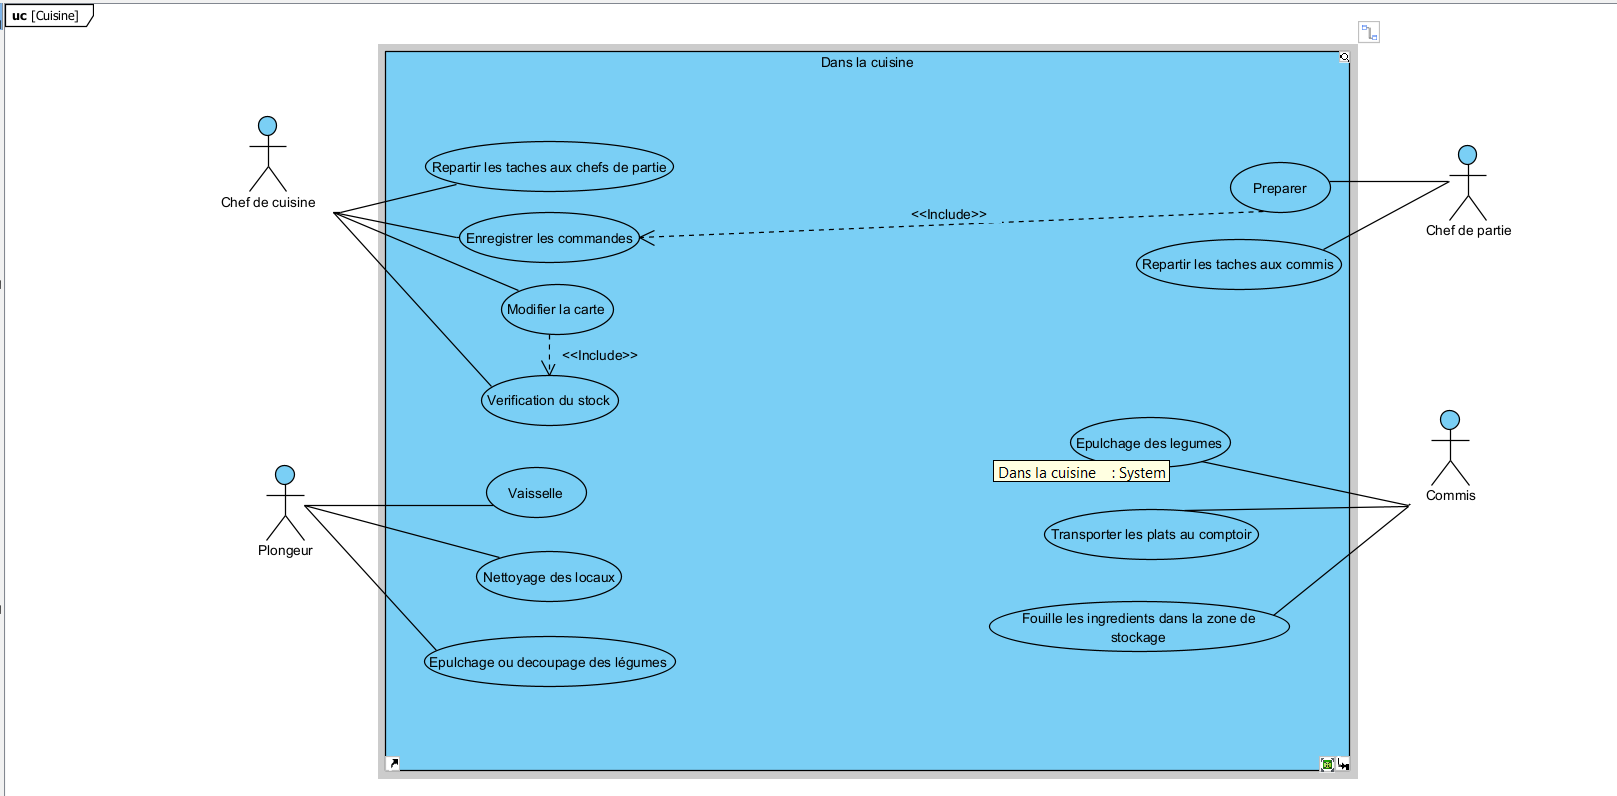 uc [Cuisine]
Dans la cuisine
Chef de cuisine
Repartir les taches aux chefs de partie
Enregistrer les commandes
<<Include>>
Preparer
Chef de partie
Repartir les taches aux commis
Modifier la carte
<<Include>>
Verification du stock
Epulchage des legumes
Dans la cuisine : System
Commis
Vaisselle
Plongeur
Transporter les plats au comptoir
Nettoyage des locaux
Fouille les ingredients dans la zone de
stockage
Epulchage ou decoupage des légumes